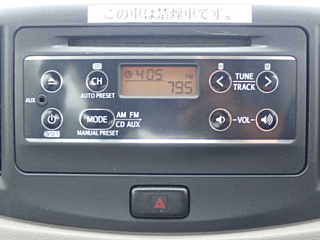 この車は禁煙車です。
CH
AUTO PRESET
4:05
FM
79.5
TUNE
TRACK
AUX
MODE
AM FM
CD AUX
MANUAL PRESET
-VOL-